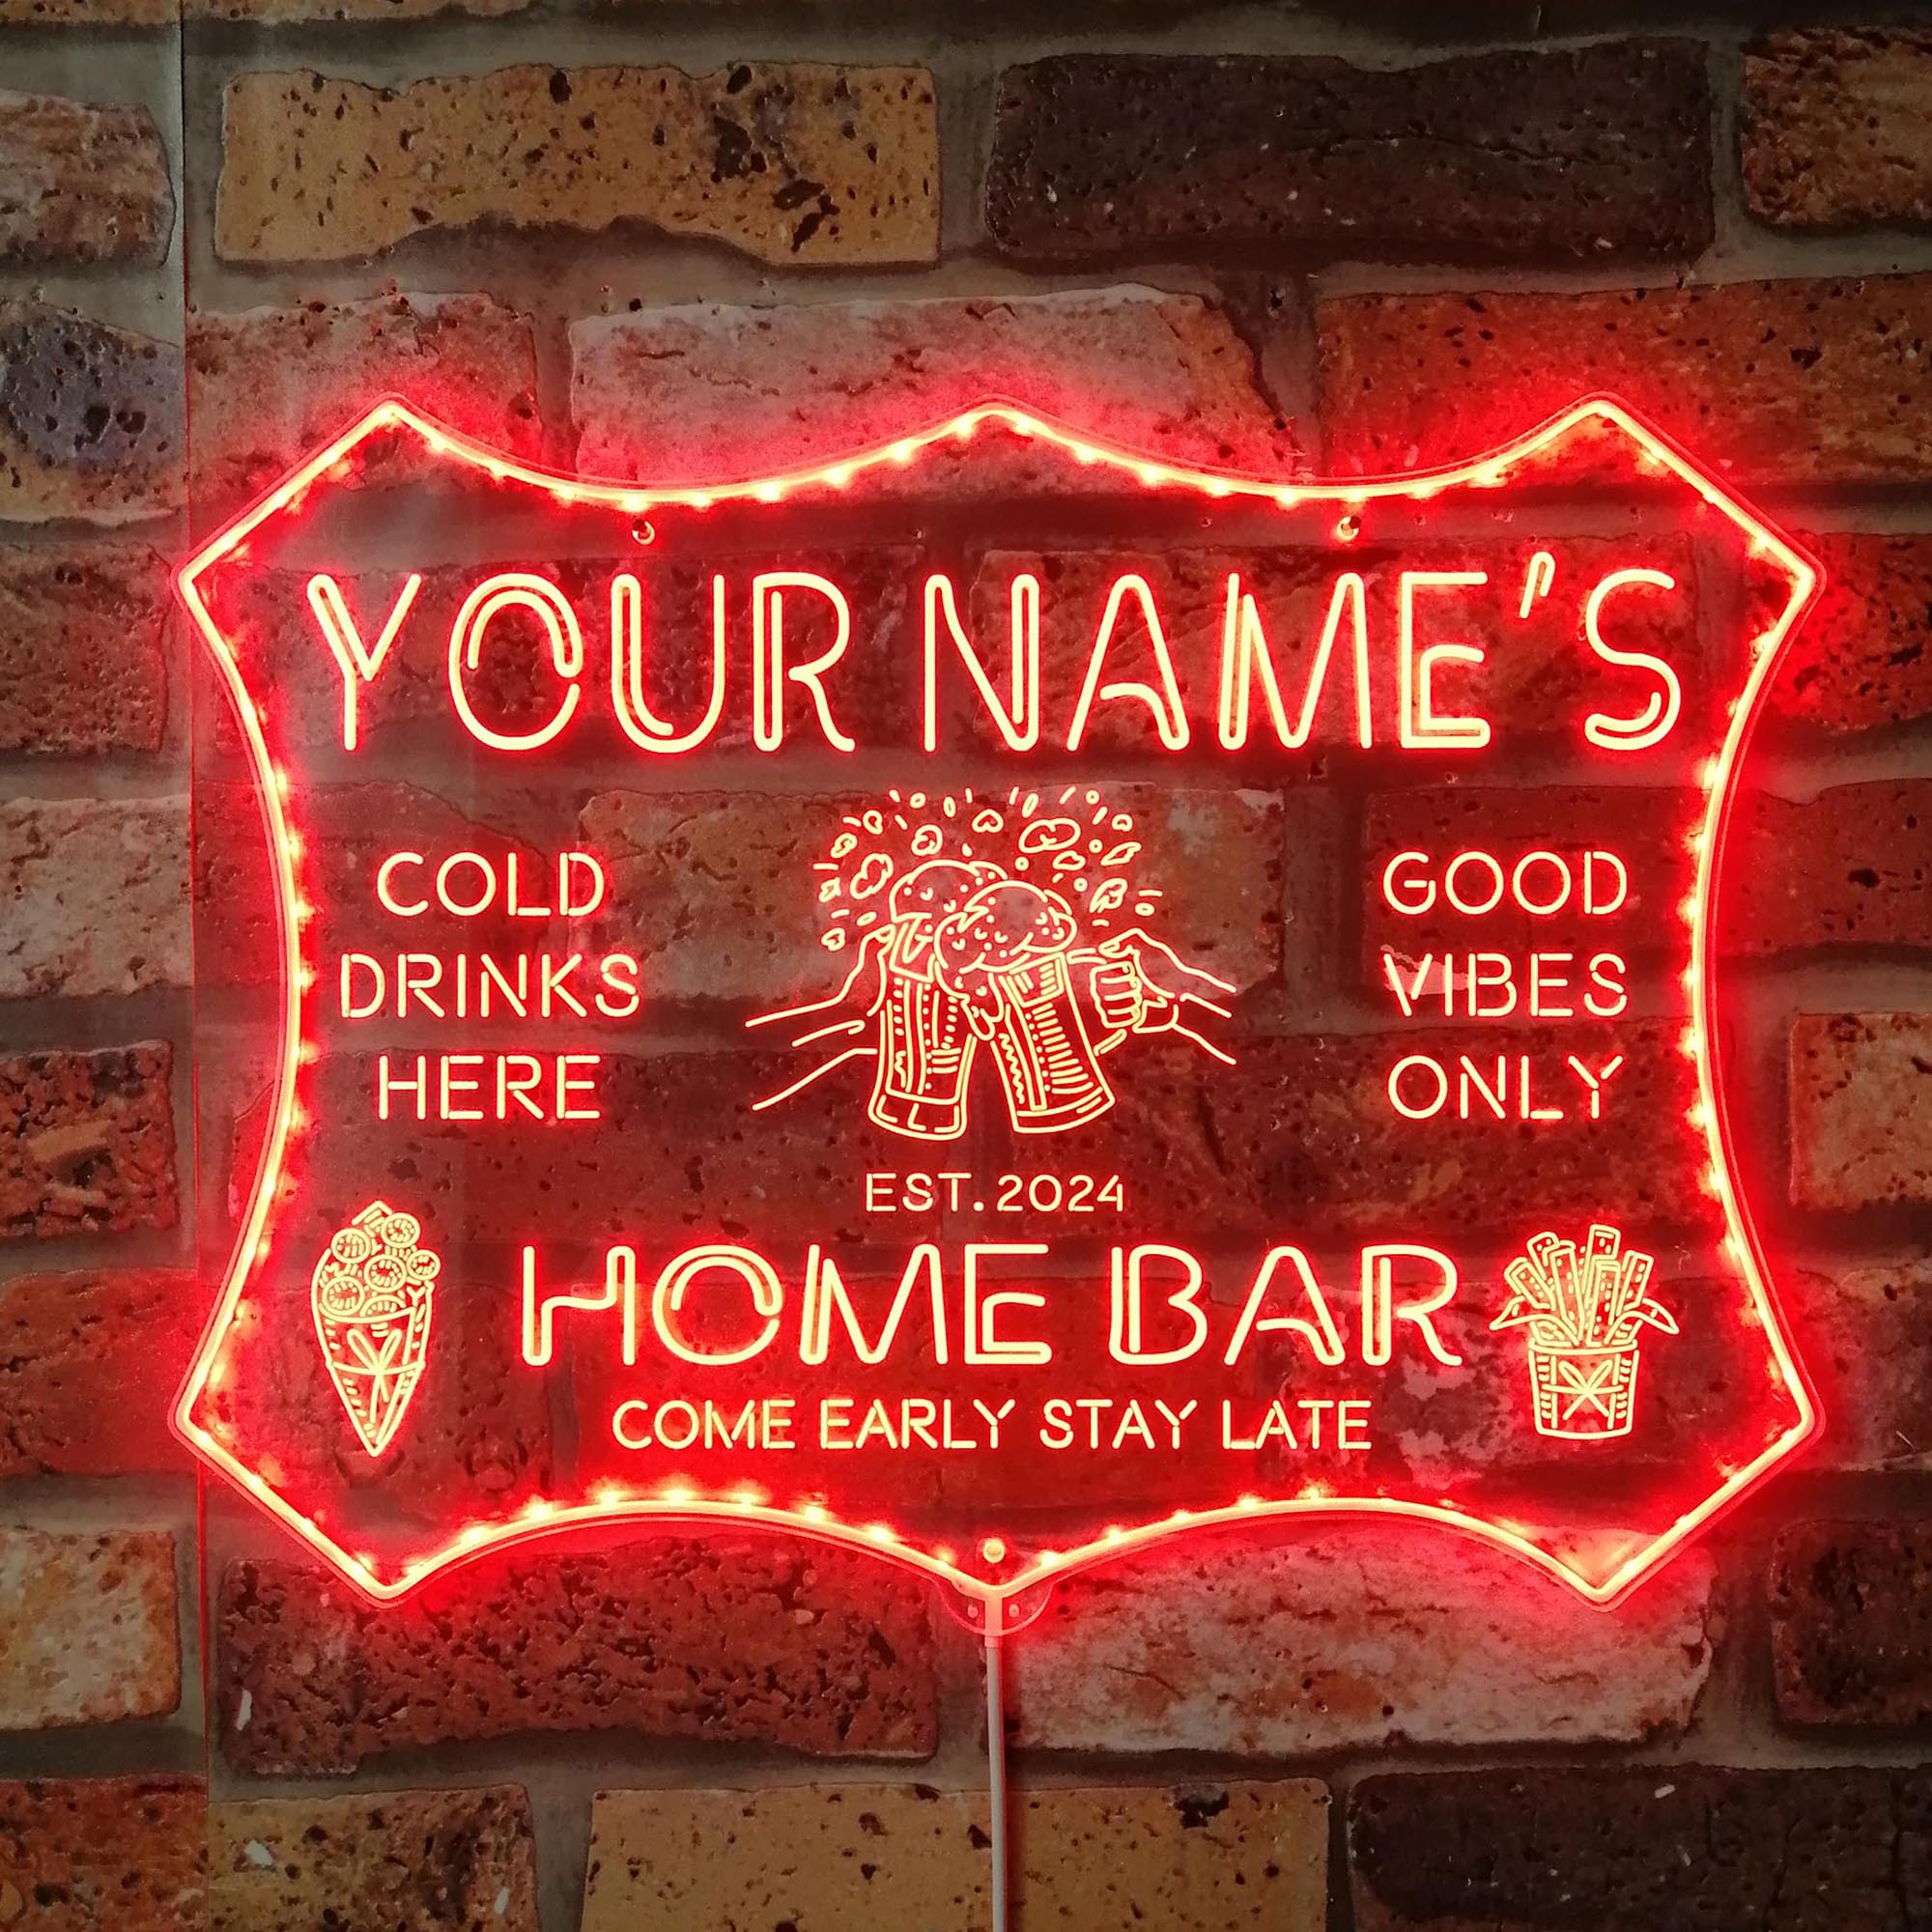 YOUR NAME'S
COLD
DRINKS
HERE
GOOD
VIBES
ONLY
EST.2024
HOME BAR
COME EARLY STAY LATE